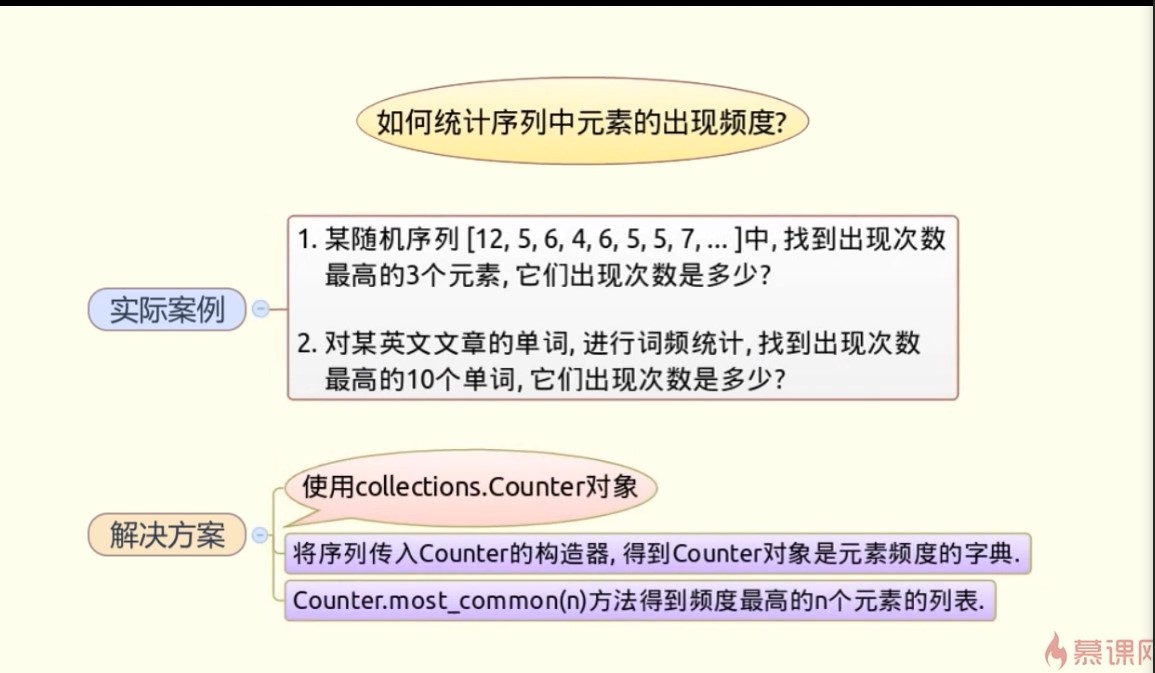 如何统计序列中元素的出现频度?
实际案例
1. 某随机序列 [12, 5, 6, 4, 6, 5, 5, 7, ... ]中, 找到出现次数
最高的3个元素, 它们出现次数是多少?
2. 对某英文文章的单词, 进行词频统计, 找到出现次数
最高的10个单词, 它们出现次数是多少?
解决方案
使用collections.Counter对象
将序列传入Counter的构造器, 得到Counter对象是元素频度的字典.
Counter.most_common(n)方法得到频度最高的n个元素的列表.
慕课网